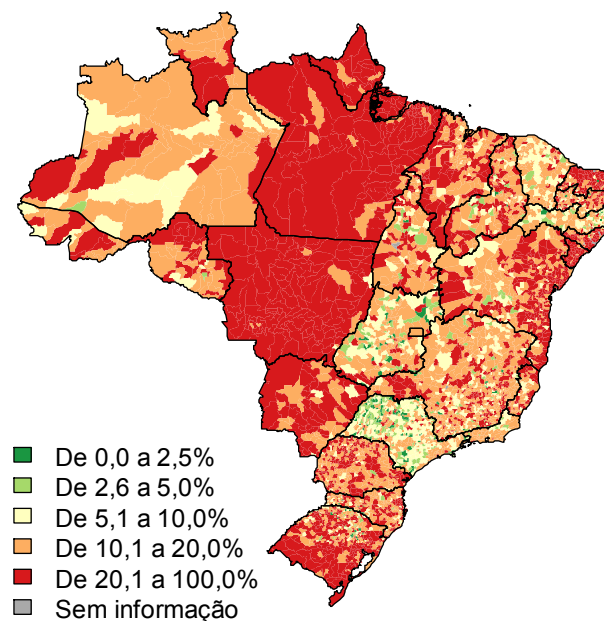 De 0,0 a 2,5%
De 2,6 a 5,0%
De 5,1 a 10,0%
De 10,1 a 20,0%
De 20,1 a 100,0%
Sem informação